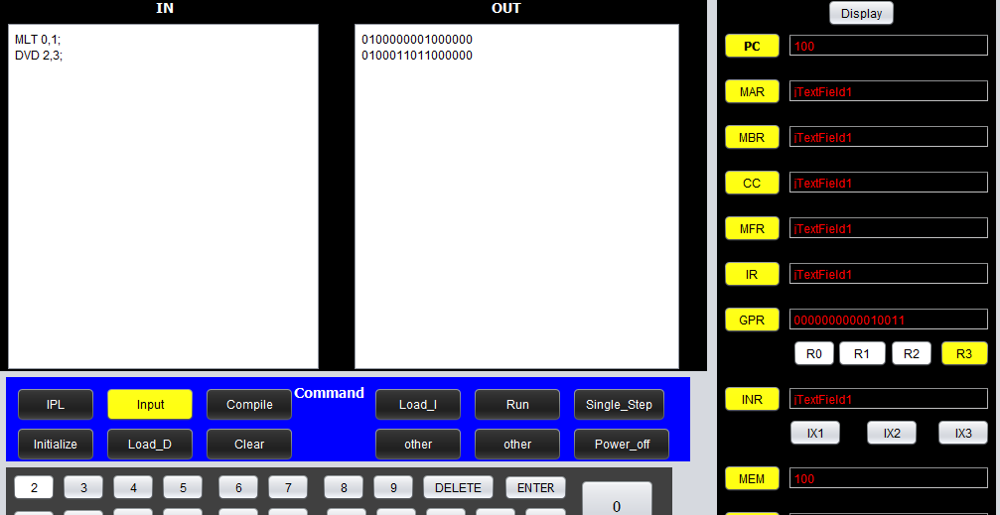 IN OUT
MLT 0,1;
DVD 2,3;
0100000001000000
0100011011000000
Display
PC 100
MAR jTextField1
MBR jTextField1
CC jTextField1
MFR jTextField1
IR jTextField1
GPR 0000000000010011
R0 R1 R2 R3
INR jTextField1
IX1 IX2 IX3
MEM 100
Command
IPL Input Compile Load_I Run Single_Step
Initialize Load_D Clear other other Power_off
2 3 4 5 6 7 8 9 DELETE ENTER
0